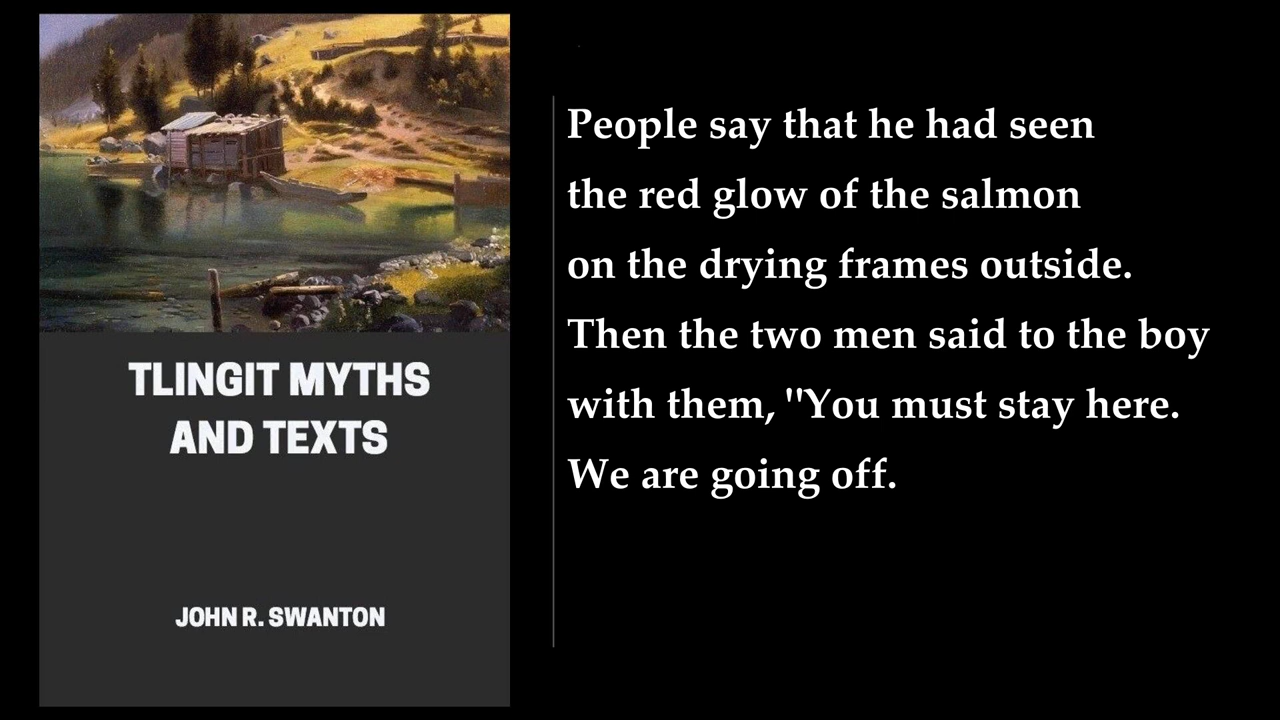 TLINGIT MYTHS
AND TEXTS
JOHN R. SWANTON
People say that he had seen
the red glow of the salmon
on the drying frames outside.
Then the two men said to the boy
with them, "You must stay here.
We are going off.